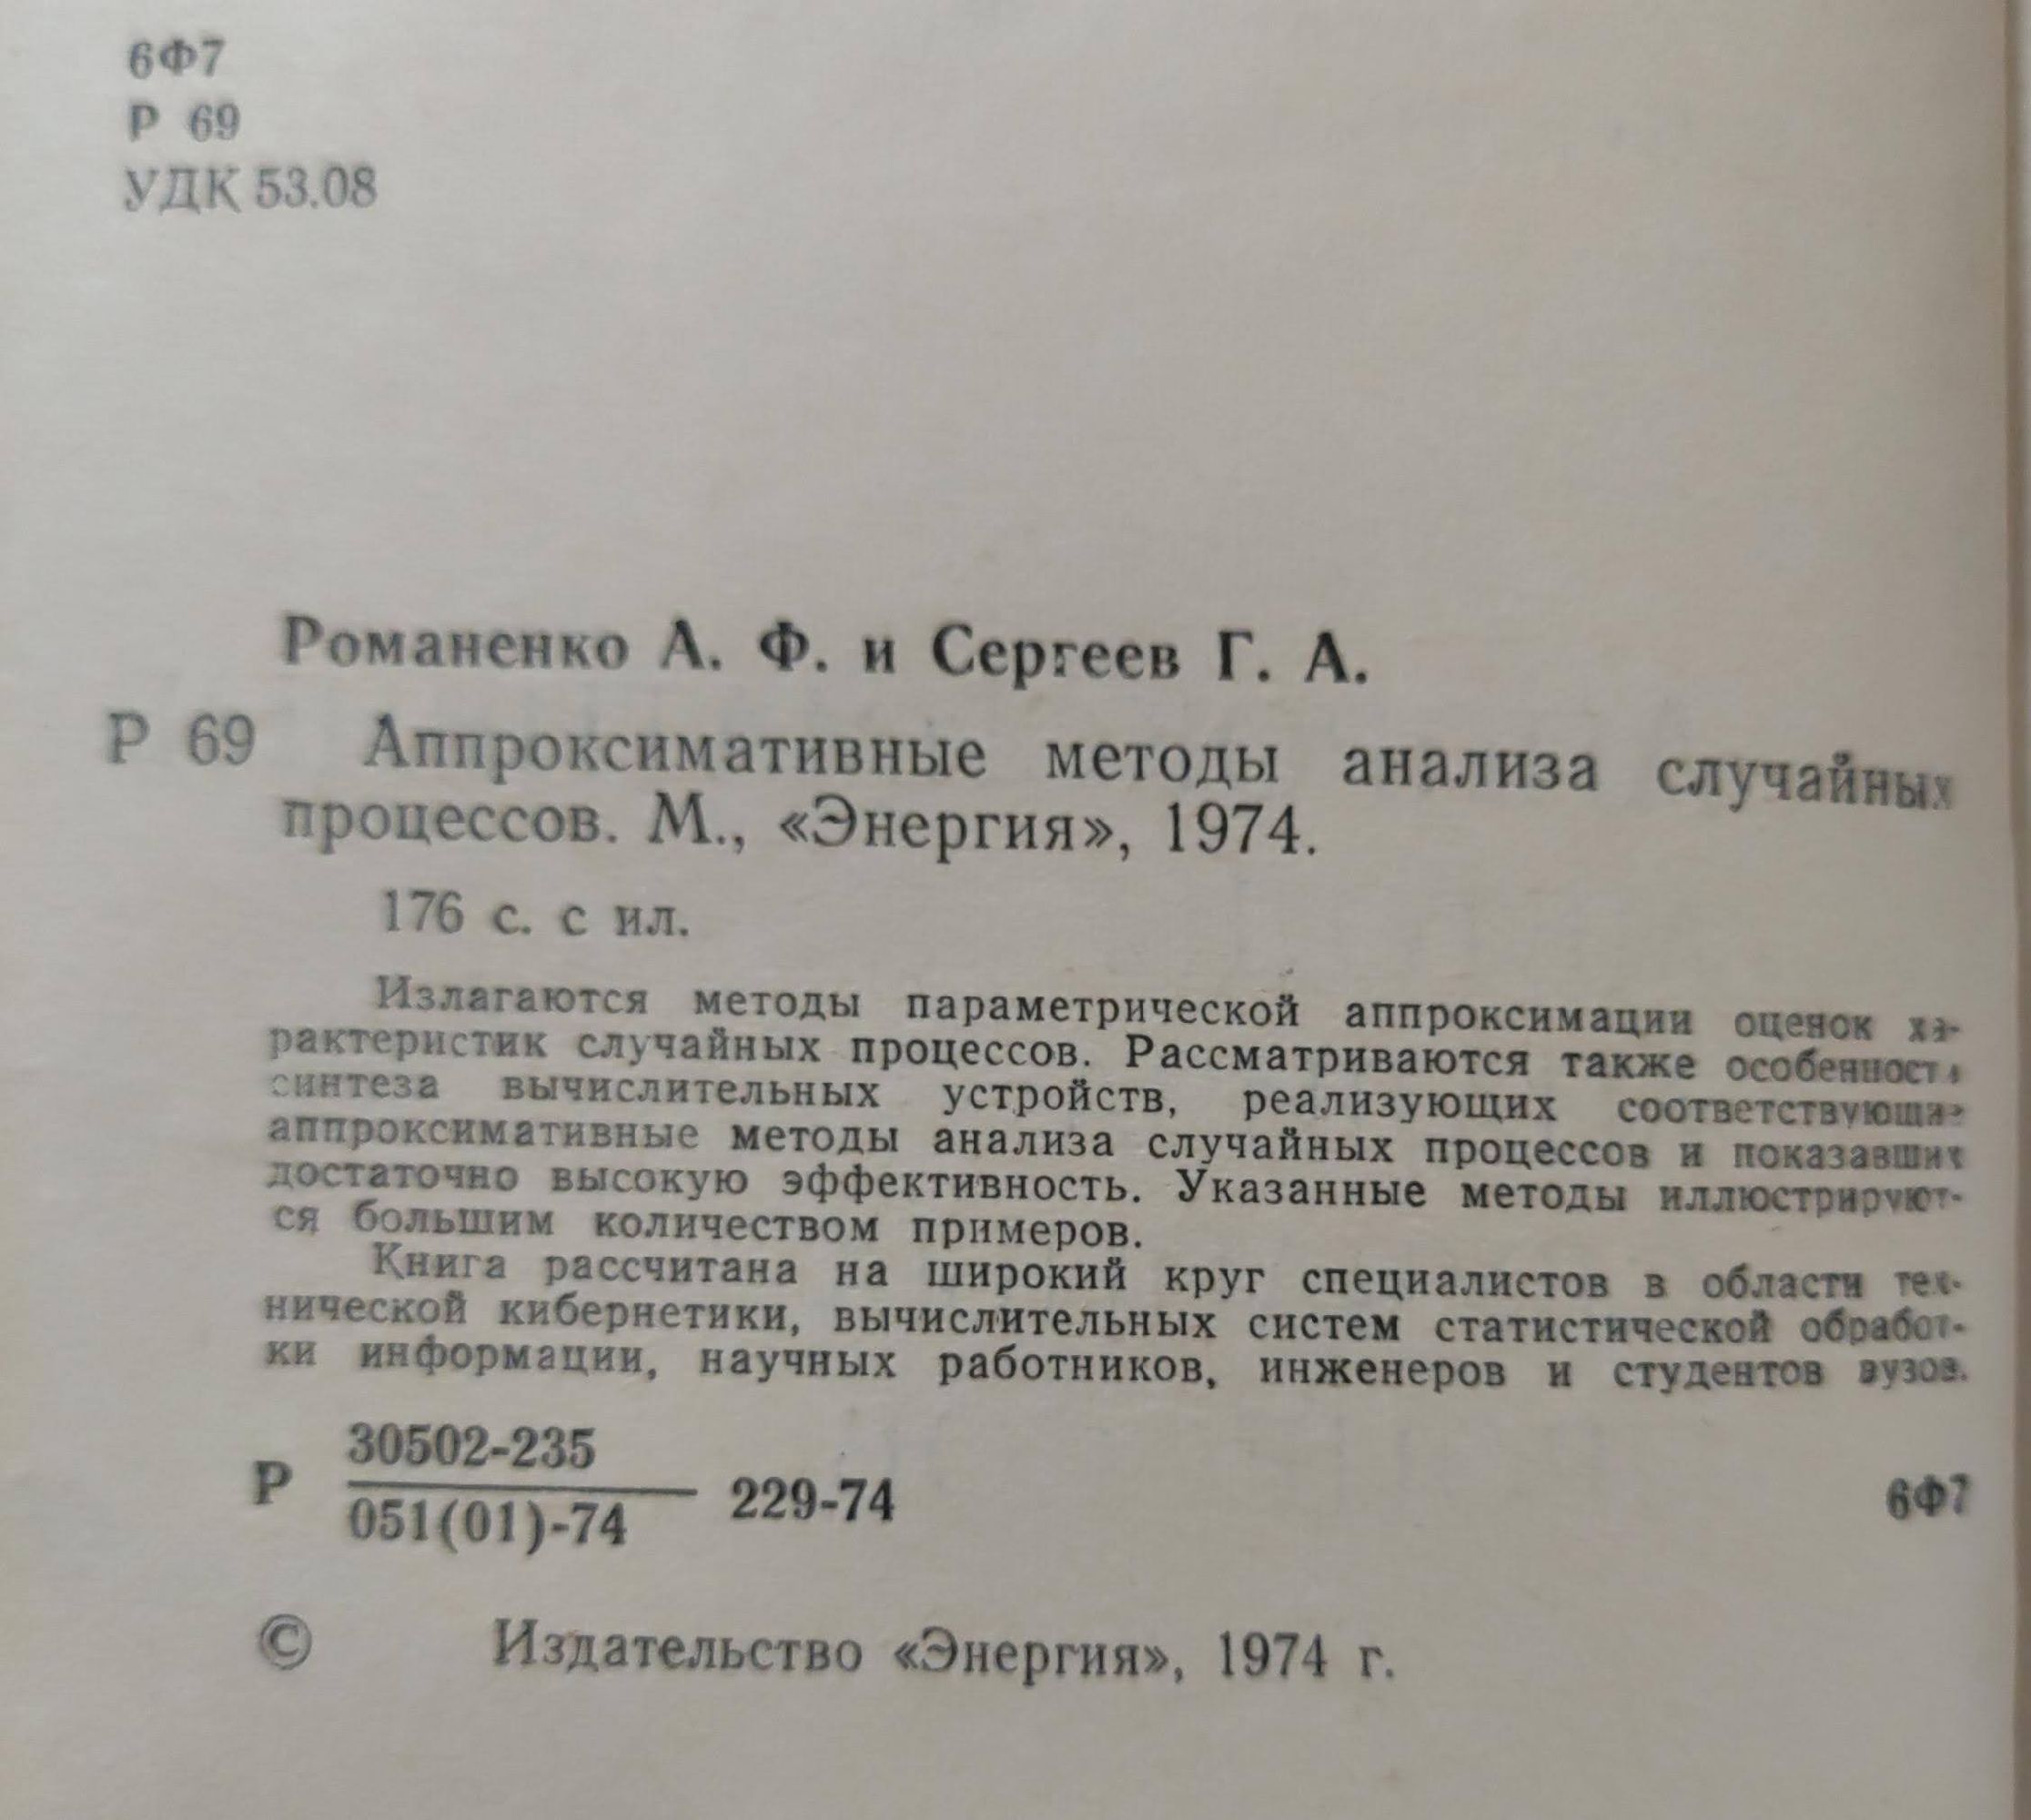 6Ф7
Р 69
УДК 53.08
Романенко А. Ф. и Сергеев Г. А.
Р 69 Аппроксимативные методы анализа случайных
процессов. М., «Энергия», 1974.
176 с. с ил.
Излагаются методы параметрической аппроксимации оценок ха-
рактеристик случайных процессов. Рассматриваются также особенности
синтеза вычислительных устройств, реализующих соответствующие
аппроксимативные методы анализа случайных процессов и показавших
достаточно высокую эффективность. Указанные методы иллюстрируют-
ся большим количеством примеров.
Книга рассчитана на широкий круг специалистов в области тех-
нической кибернетики, вычислительных систем статистической обработ-
ки информации, научных работников, инженеров и студентов вузов.
Р 30502-235
051(01)-74 229-74 6Ф7
© Издательство «Энергия», 1974 г.